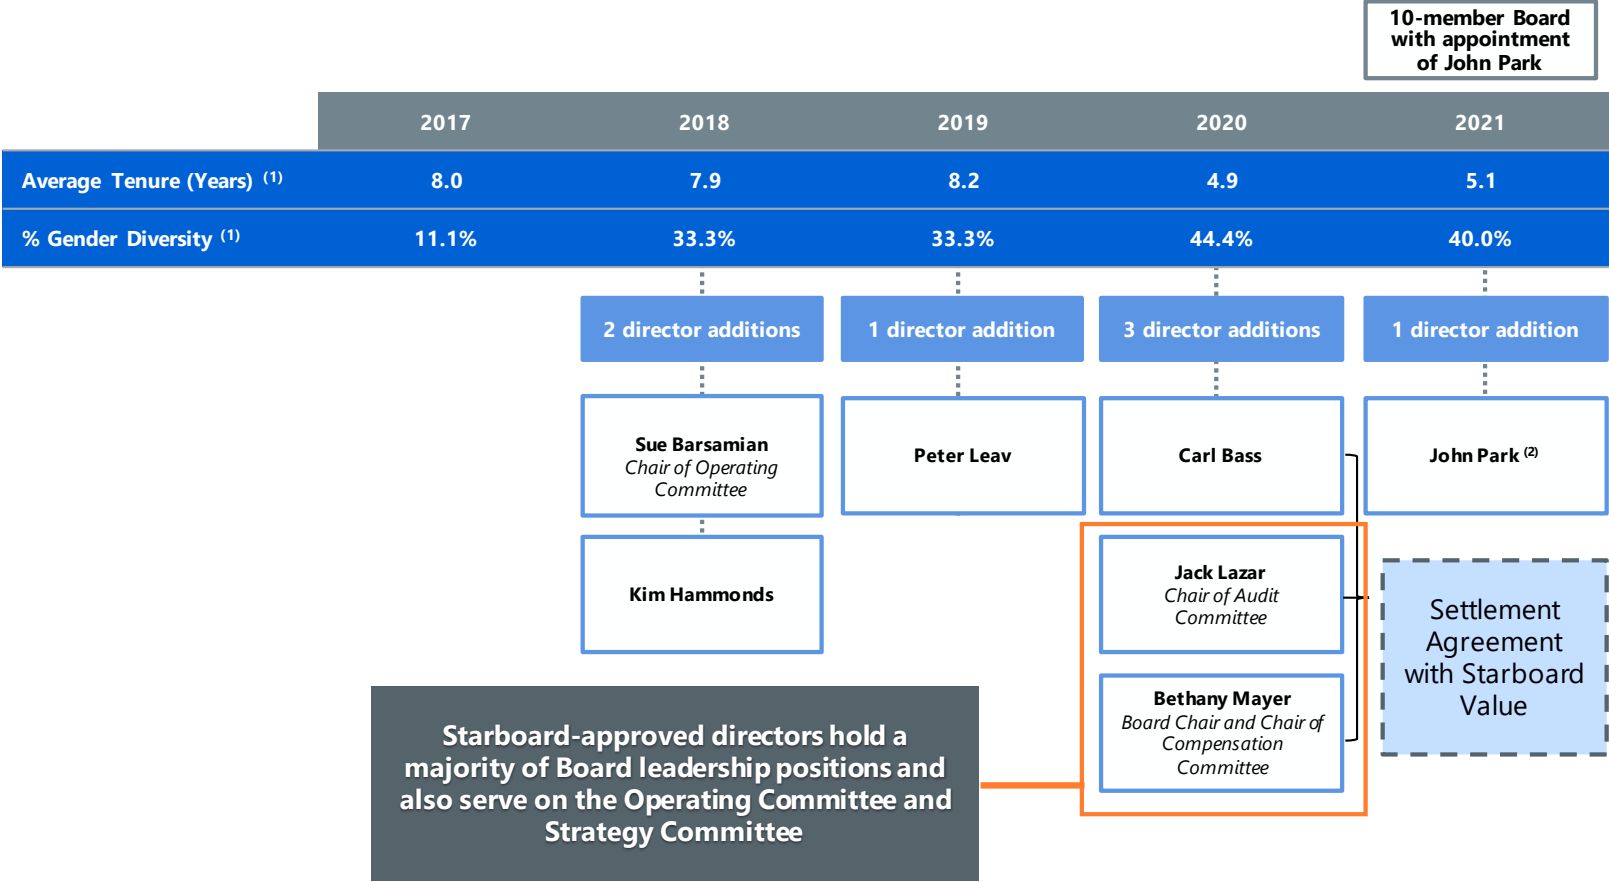 10-member Board
with appointment
of John Park
2017 2018 2019 2020 2021
Average Tenure (Years) (1) 8.0 7.9 8.2 4.9 5.1
% Gender Diversity (1) 11.1% 33.3% 33.3% 44.4% 40.0%
2 director additions 1 director addition 3 director additions 1 director addition
Sue Barsamian
Chair of Operating
Committee
Peter Leav
Carl Bass
John Park (2)
Kim Hammonds
Jack Lazar
Chair of Audit
Committee
Bethany Mayer
Board Chair and Chair of
Compensation
Committee
Settlement
Agreement
with Starboard
Value
Starboard-approved directors hold a
majority of Board leadership positions and
also serve on the Operating Committee and
Strategy Committee